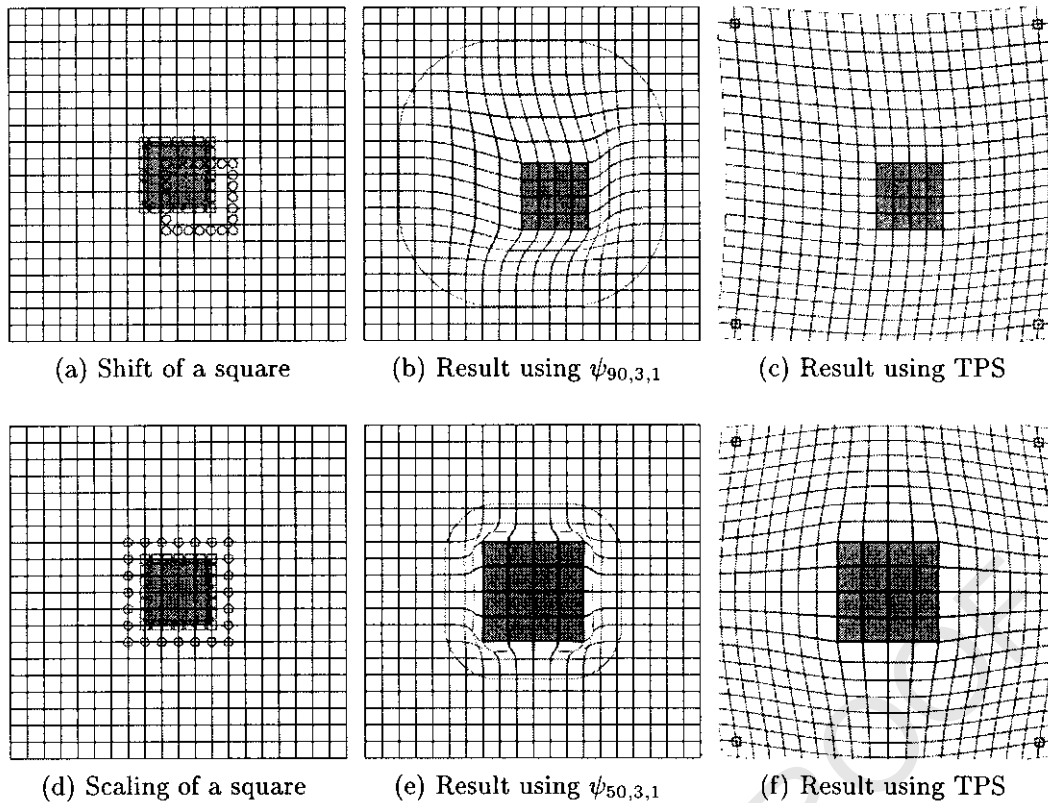 (a) Shift of a square
(b) Result using ψ90,3,1
(c) Result using TPS
(d) Scaling of a square
(e) Result using ψ50,3,1
(f) Result using TPS